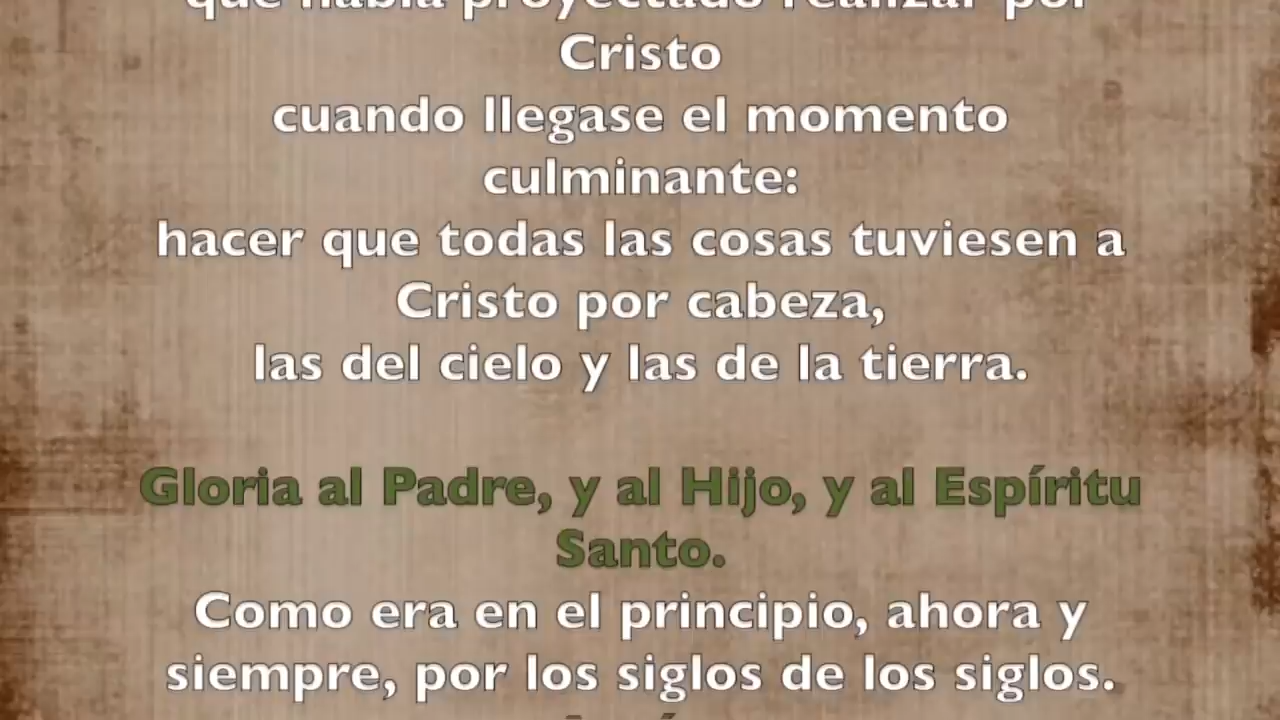 que había proyectado realizar por
Cristo
cuando llegase el momento
culminante:
hacer que todas las cosas tuviesen a
Cristo por cabeza,
las del cielo y las de la tierra.
Gloria al Padre, y al Hijo, y al Espíritu
Santo.
Como era en el principio, ahora y
siempre, por los siglos de los siglos.